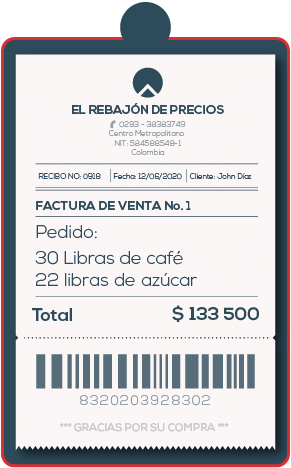 EL REBAJÓN DE PRECIOS
0293 - 38383749
Centro Metropolitano
NIT: 584588549-1
Colombia
RECIBO NO: 0918 Fecha: 12/06/2020 Cliente: John Díaz
FACTURA DE VENTA No. 1
Pedido:
30 Libras de café
22 libras de azúcar
Total $ 133 500
8320203928302
*** GRACIAS POR SU COMPRA ***